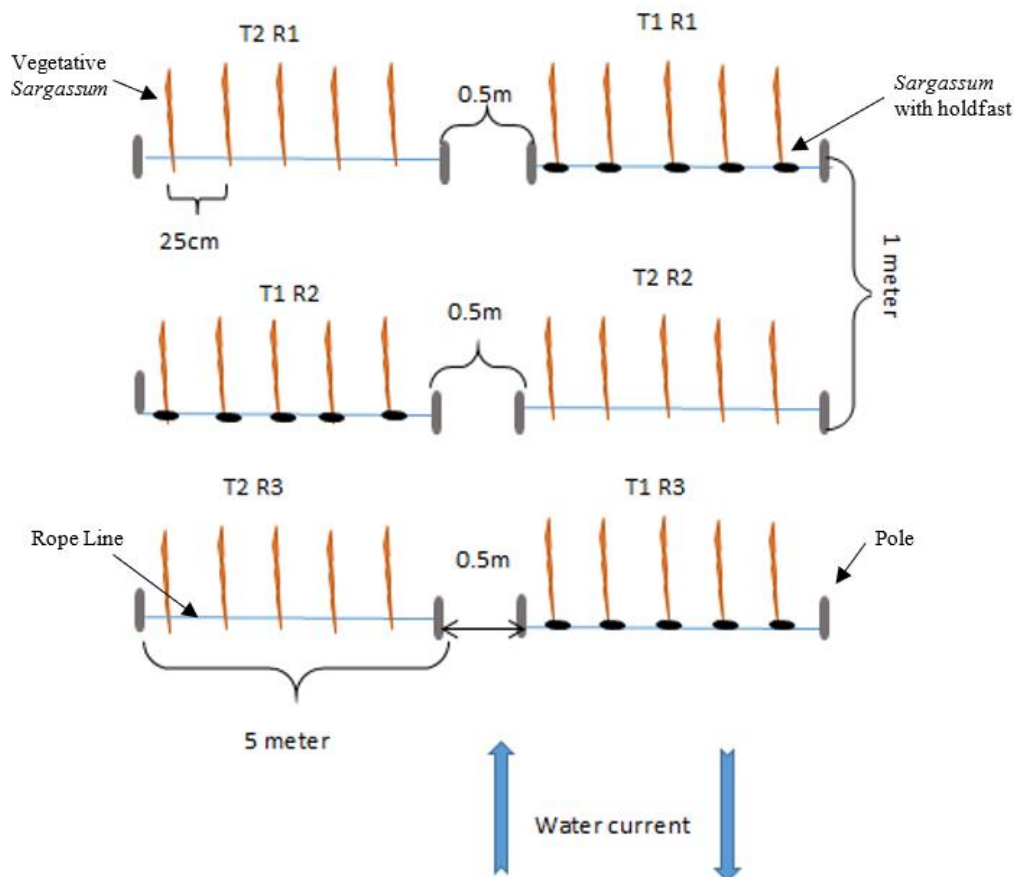 T2 R1
T1 R1
Vegetative
Sargassum
0.5m
Sargassum
with holdfast
25cm
1 meter
T1 R2
0.5m
T2 R2
T2 R3
T1 R3
Rope Line
0.5m
Pole
5 meter
Water current